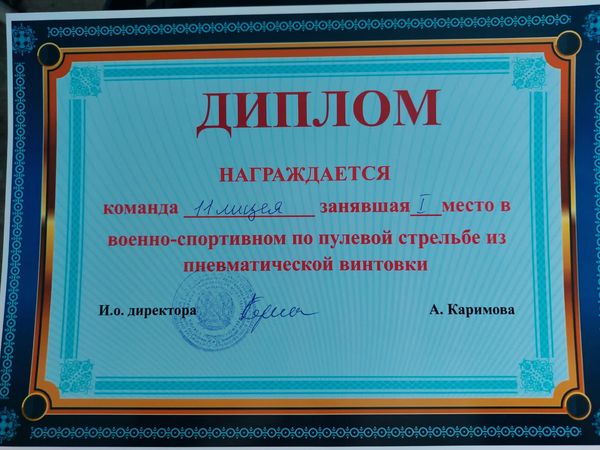 ДИПЛОМ
НАГРАЖДАЕТСЯ
команда 11 лицея занявшая I место в
военно-спортивном по пулевой стрельбе из
пневматической винтовки
И.о. директора А. Каримова